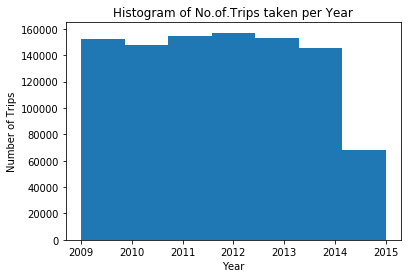 Histogram of No.of.Trips taken per Year
160000
140000
120000
100000
80000
60000
40000
20000
0
Number of Trips
2009 2010 2011 2012 2013 2014 2015
Year